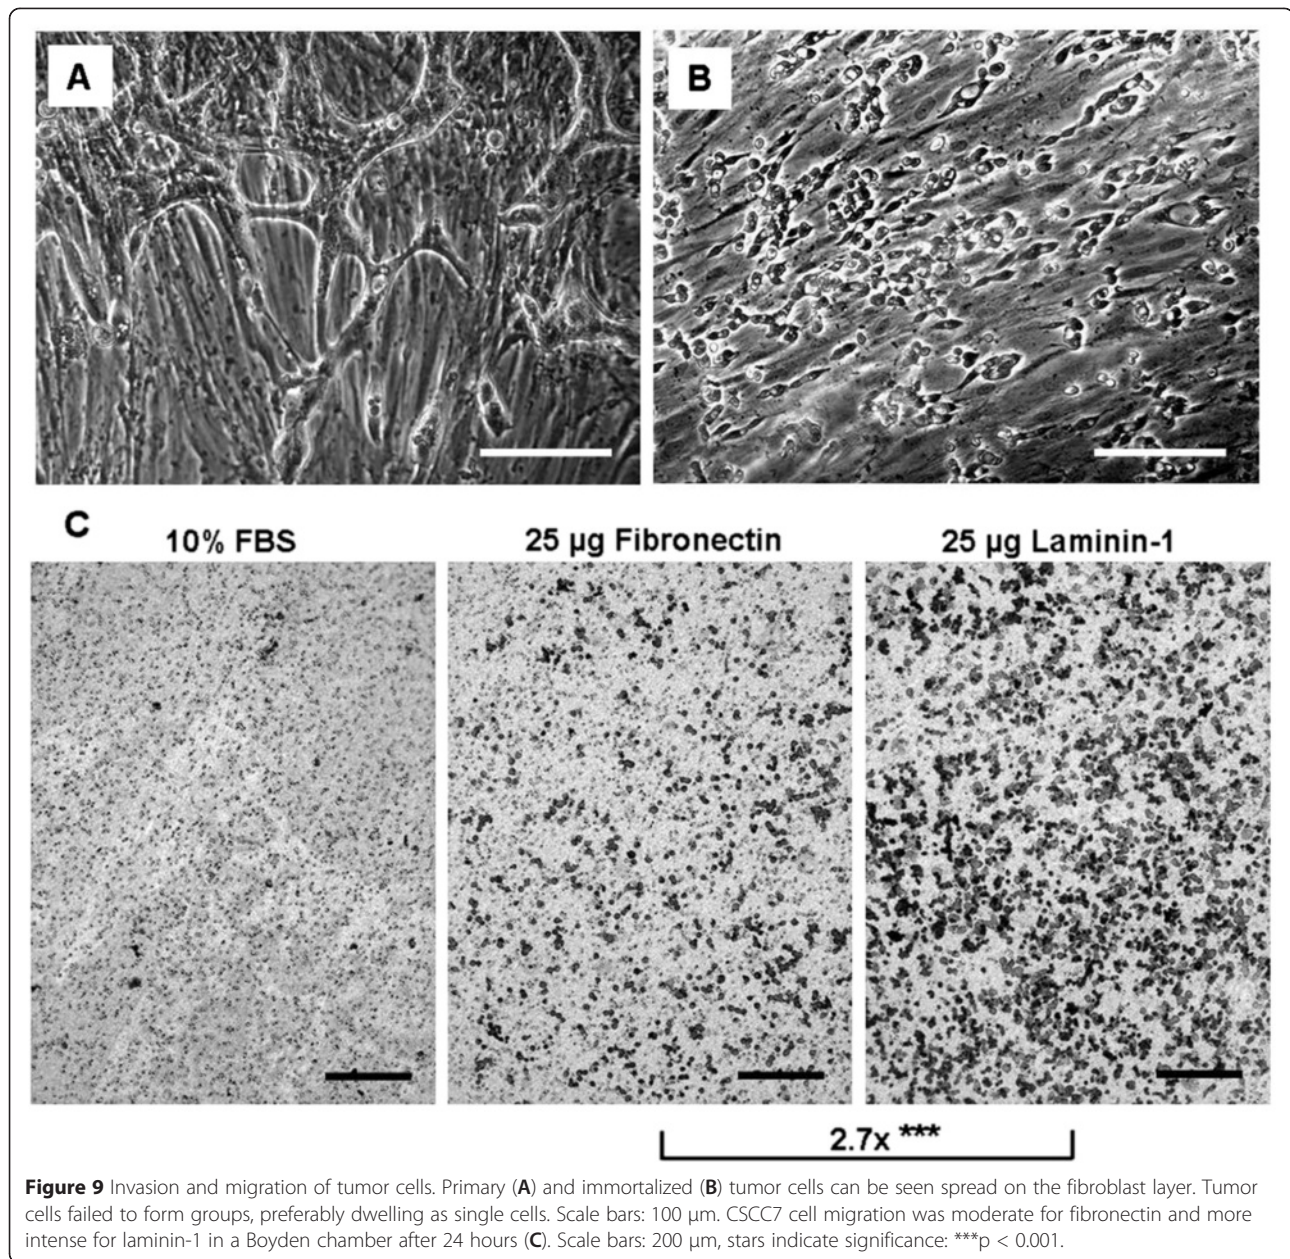 A
B
C
10% FBS
25 µg Fibronectin
25 µg Laminin-1
2.7x ***
Figure 9 Invasion and migration of tumor cells. Primary (A) and immortalized (B) tumor cells can be seen spread on the fibroblast layer. Tumor
cells failed to form groups, preferably dwelling as single cells. Scale bars: 100 µm. CSCC7 cell migration was moderate for fibronectin and more
intense for laminin-1 in a Boyden chamber after 24 hours (C). Scale bars: 200 µm, stars indicate significance: ***p < 0.001.